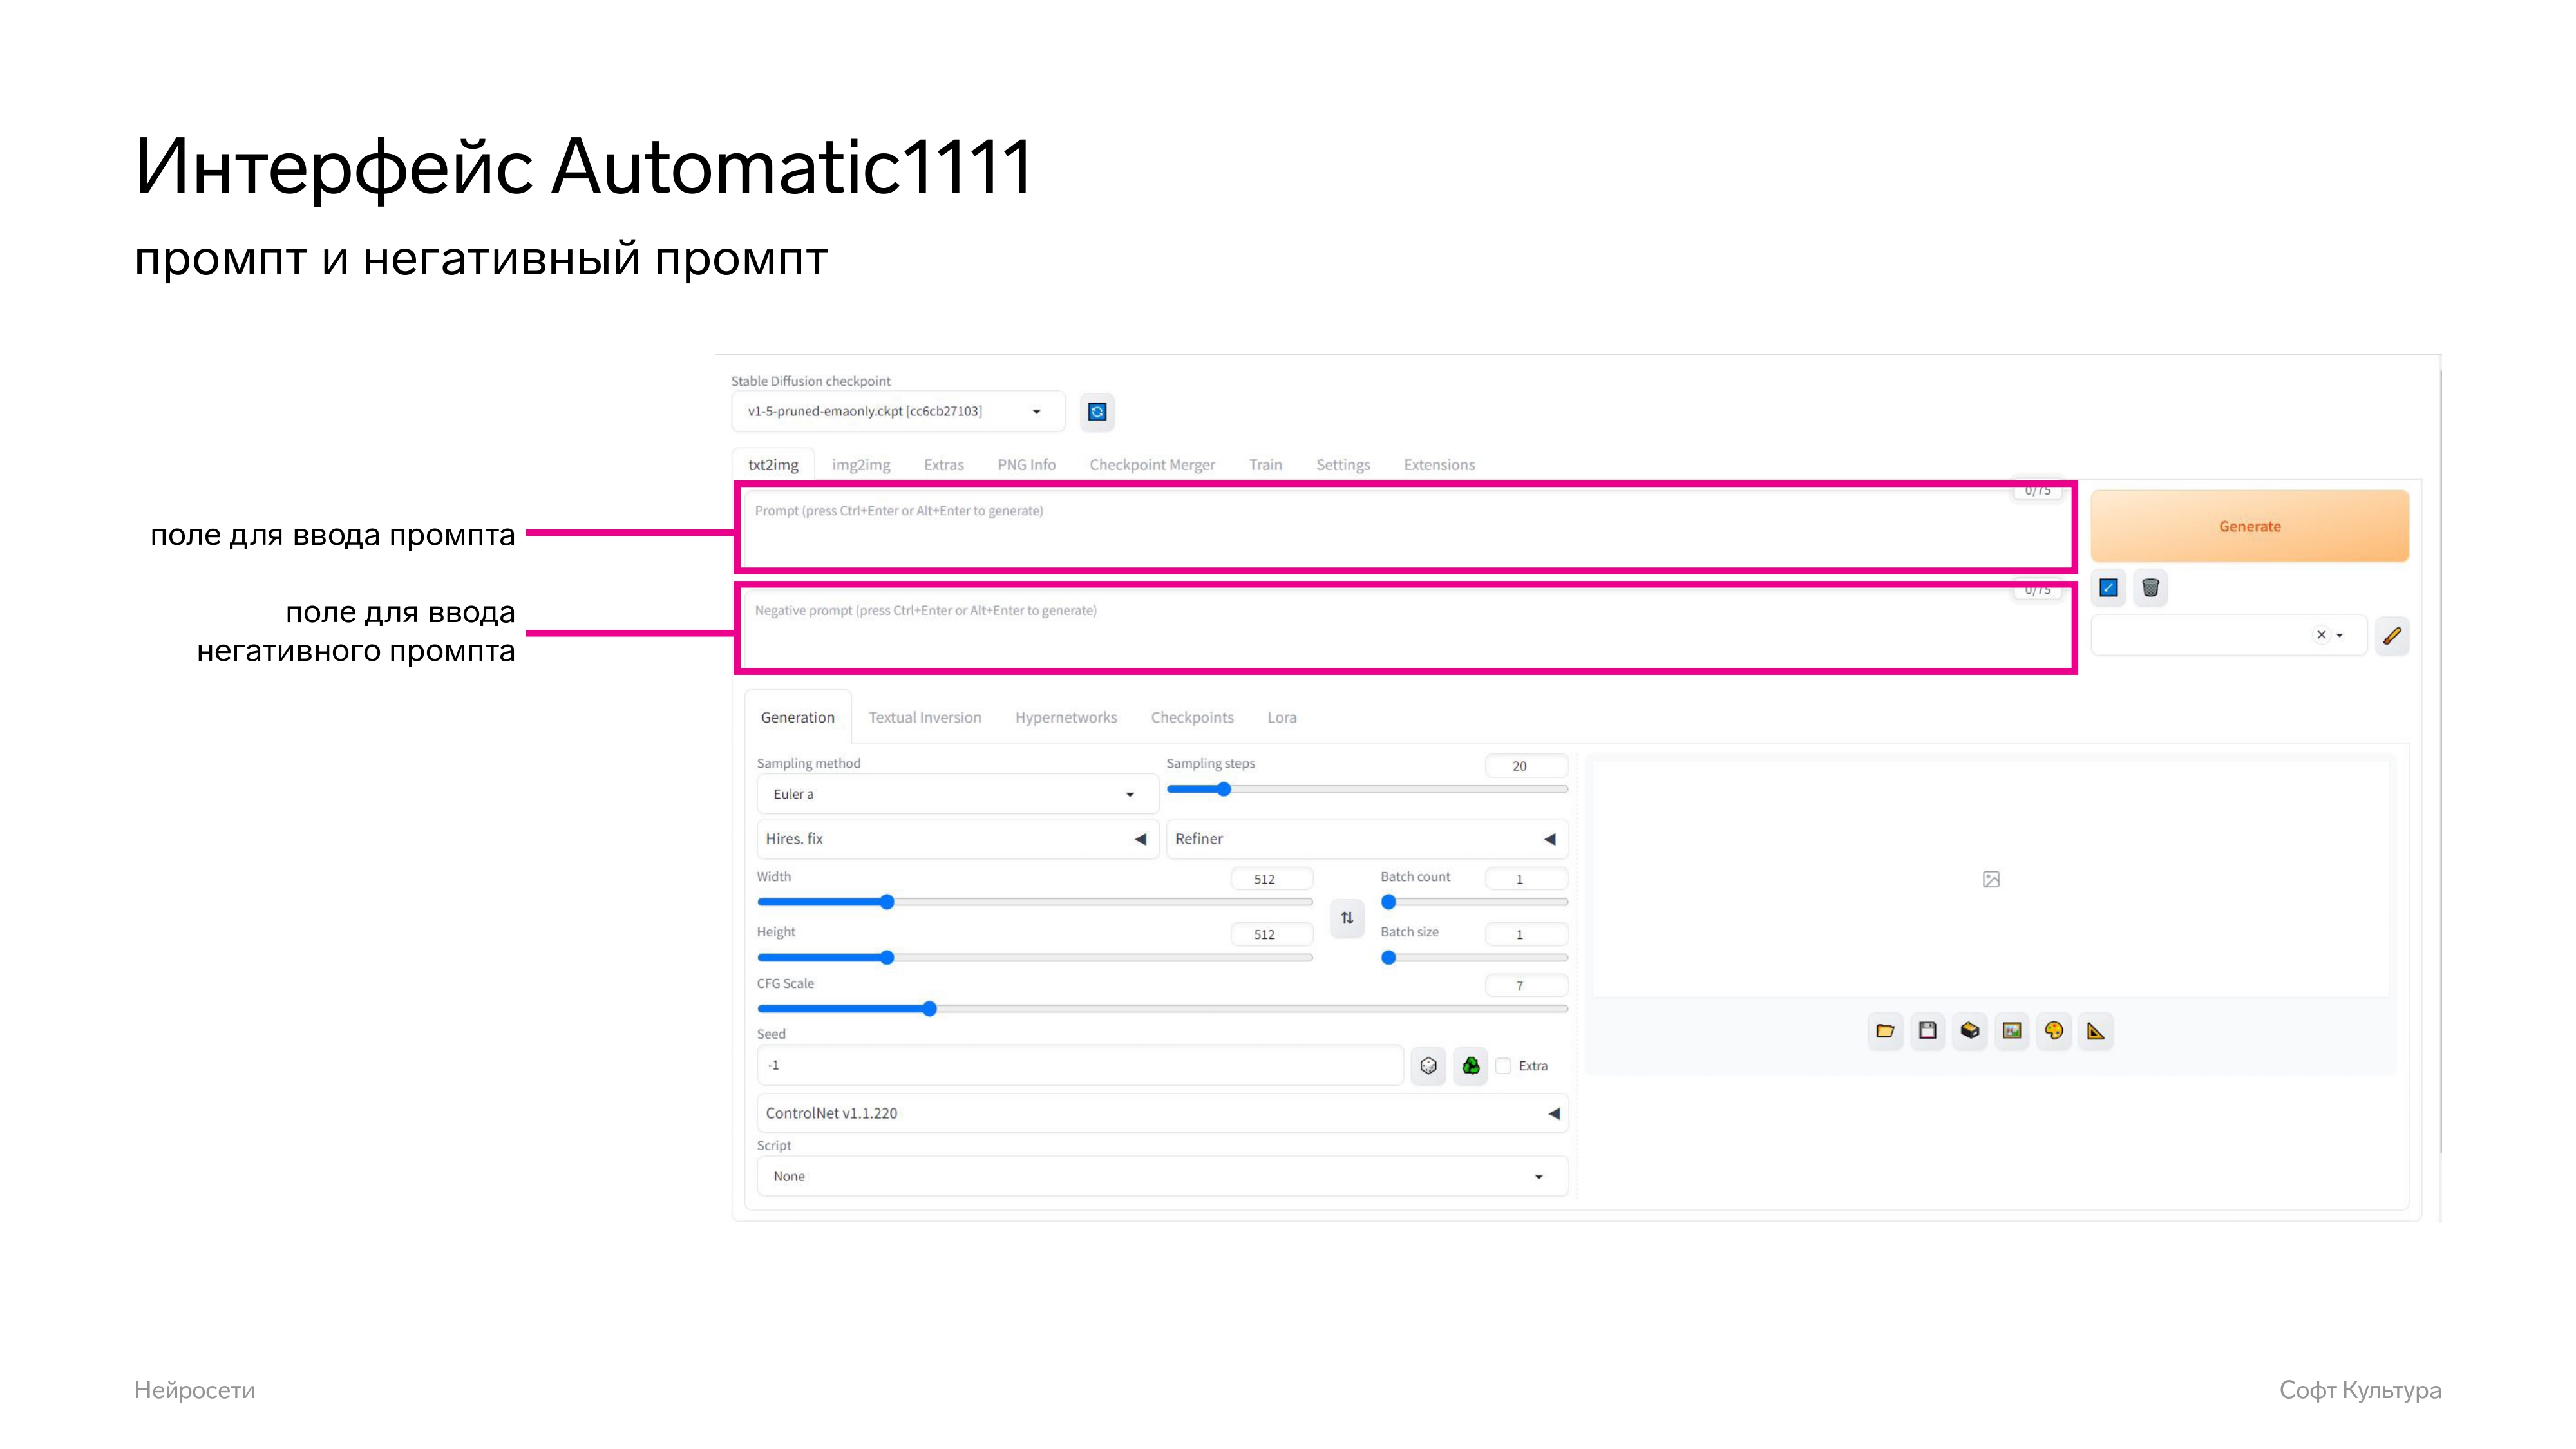 Интерфейс Automatic1111
промпт и негативный промпт
Stable Diffusion checkpoint
v1-5-pruned-emaonly.ckpt [cc6cb27103]
txt2img img2img Extras PNG Info Checkpoint Merger Train Settings Extensions
0/75
Prompt (press Ctrl+Enter or Alt+Enter to generate)
поле для ввода промпта
Generate
0/75
Negative prompt (press Ctrl+Enter or Alt+Enter to generate)
поле для ввода
негативного промпта
Generation Textual Inversion Hypernetworks Checkpoints Lora
Sampling method
Euler a
Sampling steps 20
Hires. fix
Refiner
Width 512
Batch count 1
Height 512
Batch size 1
CFG Scale 7
Seed
-1
Extra
ControlNet v1.1.220
Script
None
Нейросети
Софт Культура